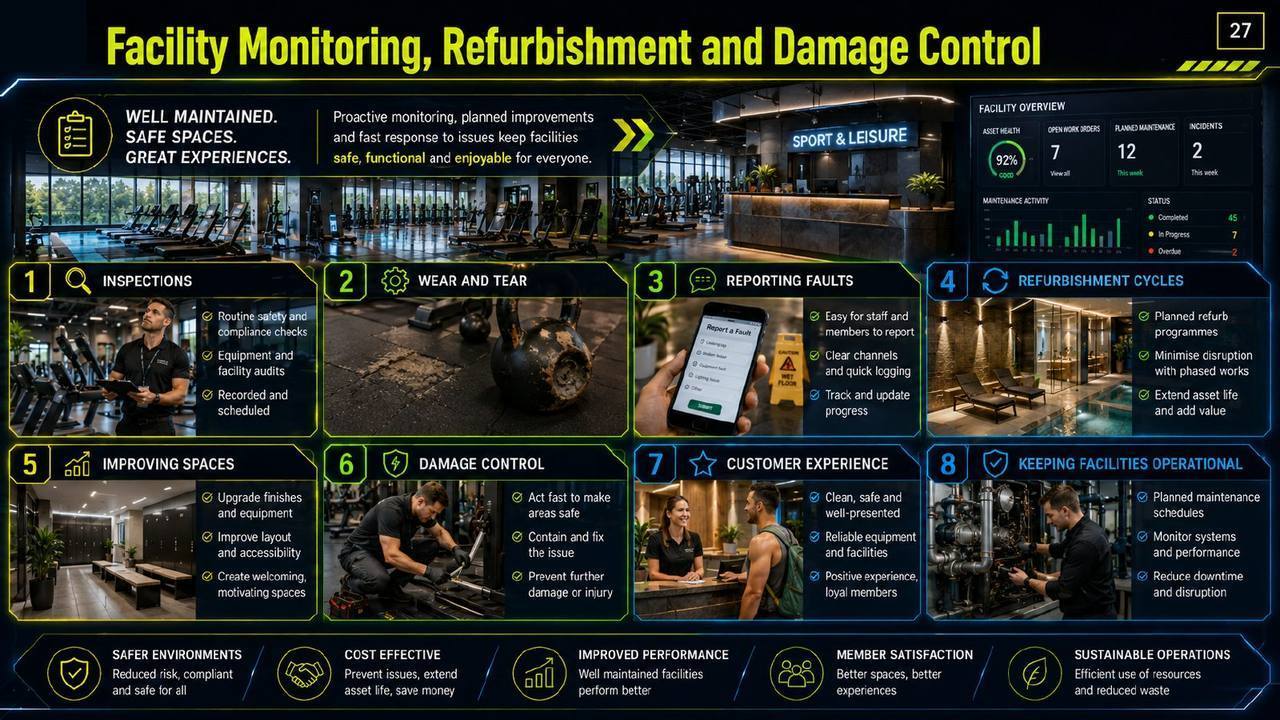 Facility Monitoring, Refurbishment and Damage Control
27
WELL MAINTAINED.
SAFE SPACES.
GREAT EXPERIENCES.
Proactive monitoring, planned improvements
and fast response to issues keep facilities
safe, functional and enjoyable for everyone.
SPORT & LEISURE
FACILITY OVERVIEW
ASSET HEALTH
92%
GOOD
OPEN WORK ORDERS
7
View all
PLANNED MAINTENANCE
12
This week
INCIDENTS
2
This week
MAINTENANCE ACTIVITY
STATUS
Completed 45
In Progress 7
Overdue 2
1 INSPECTIONS
Routine safety and
compliance checks
Equipment and
facility audits
Recorded and
scheduled
2 WEAR AND TEAR
3 REPORTING FAULTS
Report a Fault
Other
SUBMIT
CAUTION
WET
FLOOR
Easy for staff and
members to report
Clear channels
and quick logging
Track and update
progress
4 REFURBISHMENT CYCLES
Planned refurb
programmes
Minimise disruption
with phased works
Extend asset life
and add value
5 IMPROVING SPACES
Upgrade finishes
and equipment
Improve layout
and accessibility
Create welcoming,
motivating spaces
6 DAMAGE CONTROL
Act fast to make
areas safe
Contain and fix
the issue
Prevent further
damage or injury
7 CUSTOMER EXPERIENCE
Clean, safe and
well-presented
Reliable equipment
and facilities
Positive experience,
loyal members
8 KEEPING FACILITIES OPERATIONAL
Planned maintenance
schedules
Monitor systems
and performance
Reduce downtime
and disruption
SAFER ENVIRONMENTS
Reduced risk, compliant
and safe for all
COST EFFECTIVE
Prevent issues, extend
asset life, save money
IMPROVED PERFORMANCE
Well maintained facilities
perform better
MEMBER SATISFACTION
Better spaces, better
experiences
SUSTAINABLE OPERATIONS
Efficient use of resources
and reduced waste